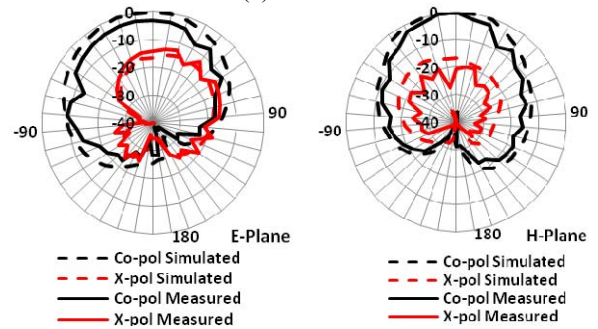 0
-10
-20
-30
-40
-90
90
180
E-Plane
Co-pol Simulated
X-pol Simulated
Co-pol Measured
X-pol Measured
0
-10
-20
-30
-40
-90
90
180
H-Plane
Co-pol Simulated
X-pol Simulated
Co-pol Measured
X-pol Measured